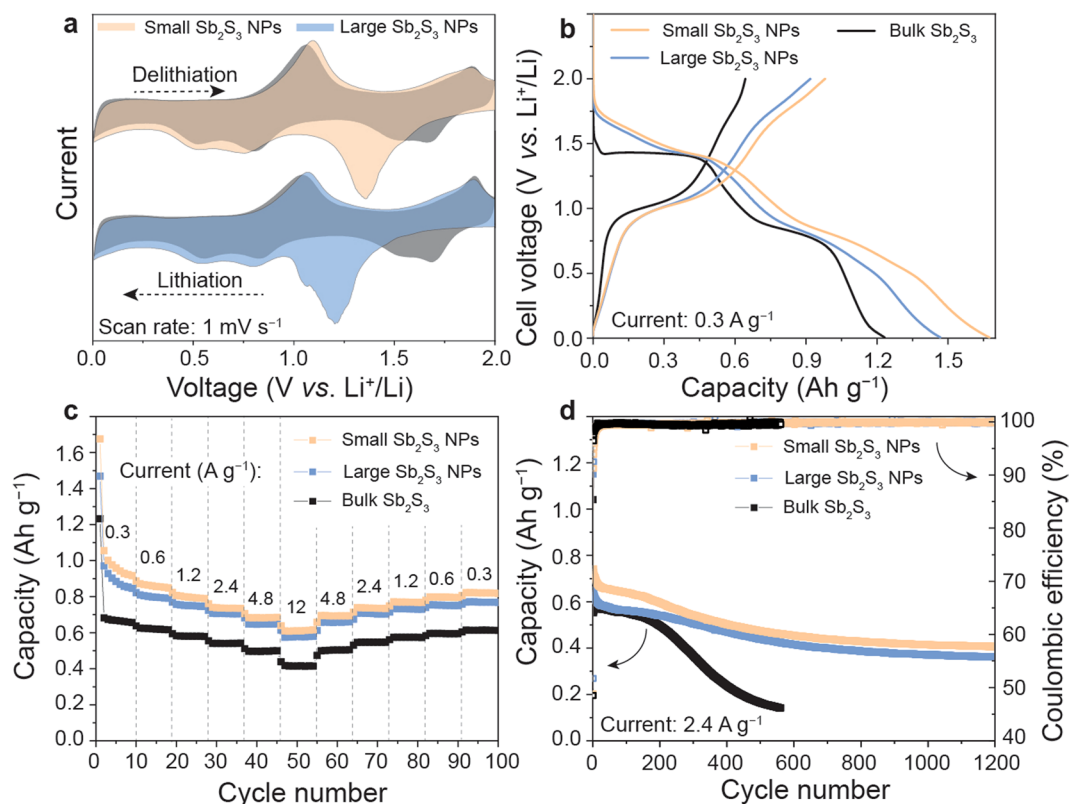 a
Small Sb₂S₃ NPs
Large Sb₂S₃ NPs
Delithiation
Lithiation
Scan rate: 1 mV s⁻¹
Current
0.0 0.5 1.0 1.5 2.0
Voltage (V vs. Li⁺/Li)
b
Small Sb₂S₃ NPs
Bulk Sb₂S₃
Large Sb₂S₃ NPs
Cell voltage (V vs. Li⁺/Li)
2.0
1.5
1.0
0.5
0.0
Current: 0.3 A g⁻¹
0.0 0.3 0.6 0.9 1.2 1.5
Capacity (Ah g⁻¹)
c
Capacity (Ah g⁻¹)
1.6
1.4
1.2
1.0
0.8
0.6
0.4
0.2
0.0
Small Sb₂S₃ NPs
Current (A g⁻¹):
Large Sb₂S₃ NPs
Bulk Sb₂S₃
0.3 0.6 1.2 2.4 4.8 12 4.8 2.4 1.2 0.6 0.3
0 10 20 30 40 50 60 70 80 90 100
Cycle number
d
Capacity (Ah g⁻¹)
1.2
1.0
0.8
0.6
0.4
0.2
0.0
Small Sb₂S₃ NPs
Large Sb₂S₃ NPs
Bulk Sb₂S₃
Current: 2.4 A g⁻¹
100
90
80
70
60
50
40
Coulombic efficiency (%)
0 200 400 600 800 1000 1200
Cycle number